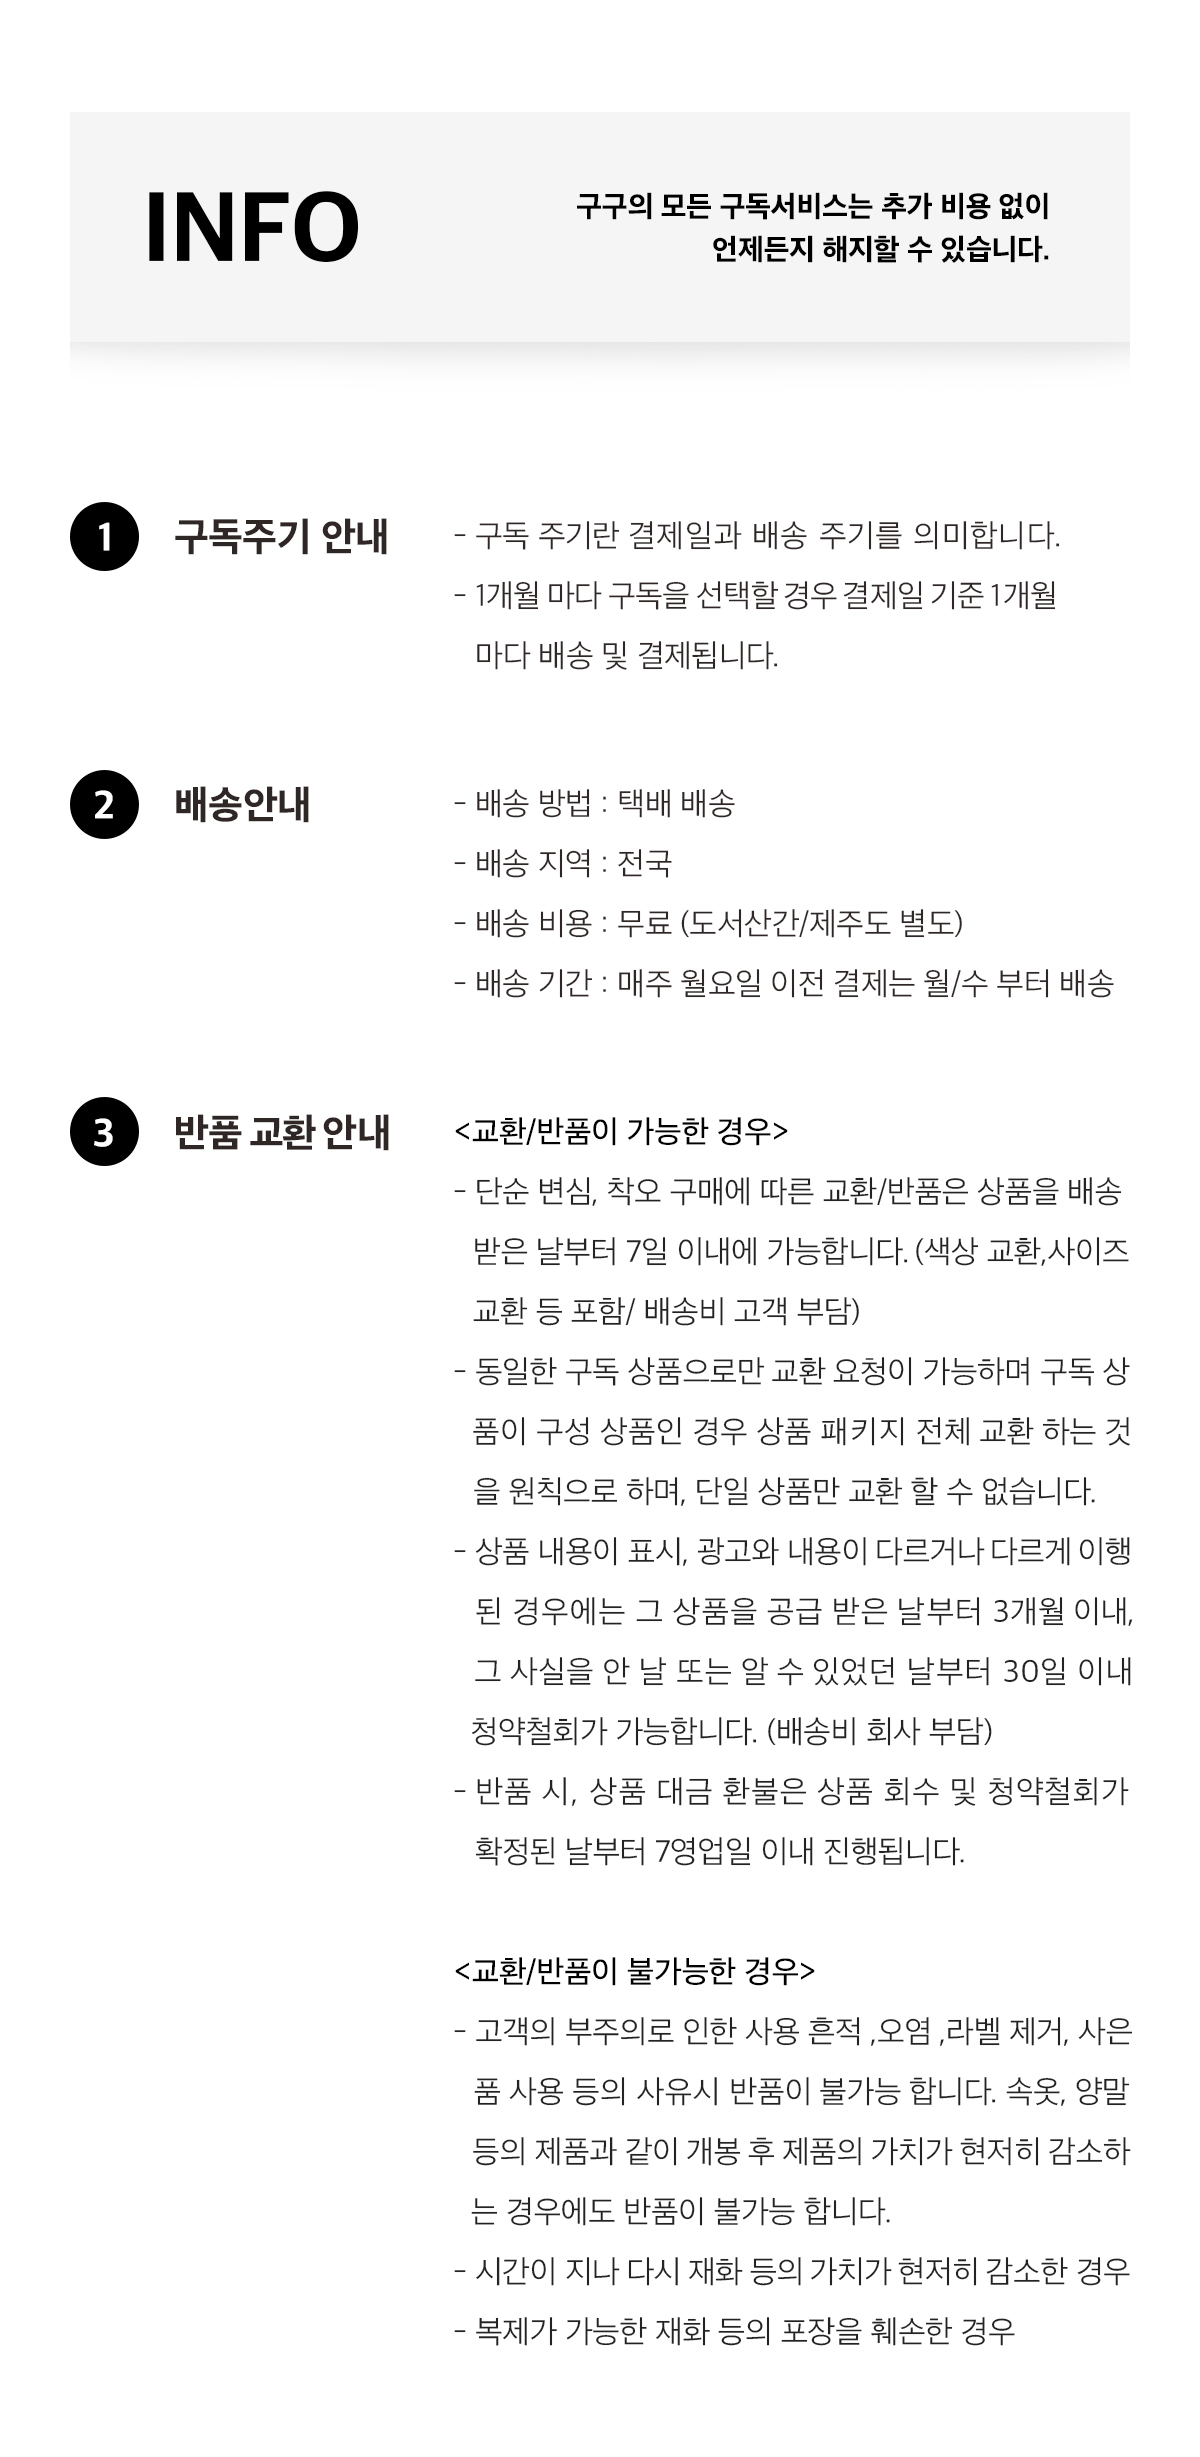 INFO
구구의 모든 구독서비스는 추가 비용 없이
언제든지 해지할 수 있습니다.
1 구독주기 안내
- 구독 주기란 결제일과 배송 주기를 의미합니다.
- 1개월 마다 구독을 선택할 경우 결제일 기준 1개월
마다 배송 및 결제됩니다.
2 배송안내
- 배송 방법 : 택배 배송
- 배송 지역 : 전국
- 배송 비용 : 무료 (도서산간/제주도 별도)
- 배송 기간 : 매주 월요일 이전 결제는 월/수 부터 배송
3 반품 교환 안내
<교환/반품이 가능한 경우>
- 단순 변심, 착오 구매에 따른 교환/반품은 상품을 배송
받은 날부터 7일 이내에 가능합니다. (색상 교환,사이즈
교환 등 포함/ 배송비 고객 부담)
- 동일한 구독 상품으로만 교환 요청이 가능하며 구독 상
품이 구성 상품인 경우 상품 패키지 전체 교환 하는 것
을 원칙으로 하며, 단일 상품만 교환 할 수 없습니다.
- 상품 내용이 표시, 광고와 내용이 다르거나 다르게 이행
된 경우에는 그 상품을 공급 받은 날부터 3개월 이내,
그 사실을 안 날 또는 알 수 있었던 날부터 30일 이내
청약철회가 가능합니다. (배송비 회사 부담)
- 반품 시, 상품 대금 환불은 상품 회수 및 청약철회가
확정된 날부터 7영업일 이내 진행됩니다.
<교환/반품이 불가능한 경우>
- 고객의 부주의로 인한 사용 흔적 ,오염 ,라벨 제거, 사은
품 사용 등의 사유시 반품이 불가능 합니다. 속옷, 양말
등의 제품과 같이 개봉 후 제품의 가치가 현저히 감소하
는 경우에도 반품이 불가능 합니다.
- 시간이 지나 다시 재화 등의 가치가 현저히 감소한 경우
- 복제가 가능한 재화 등의 포장을 훼손한 경우